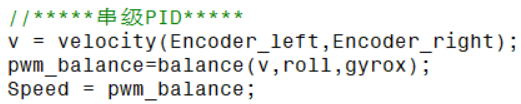 //*****串级PID*****
v = velocity(Encoder_left,Encoder_right);
pwm_balance=balance(v,roll,gyrox);
Speed = pwm_balance;